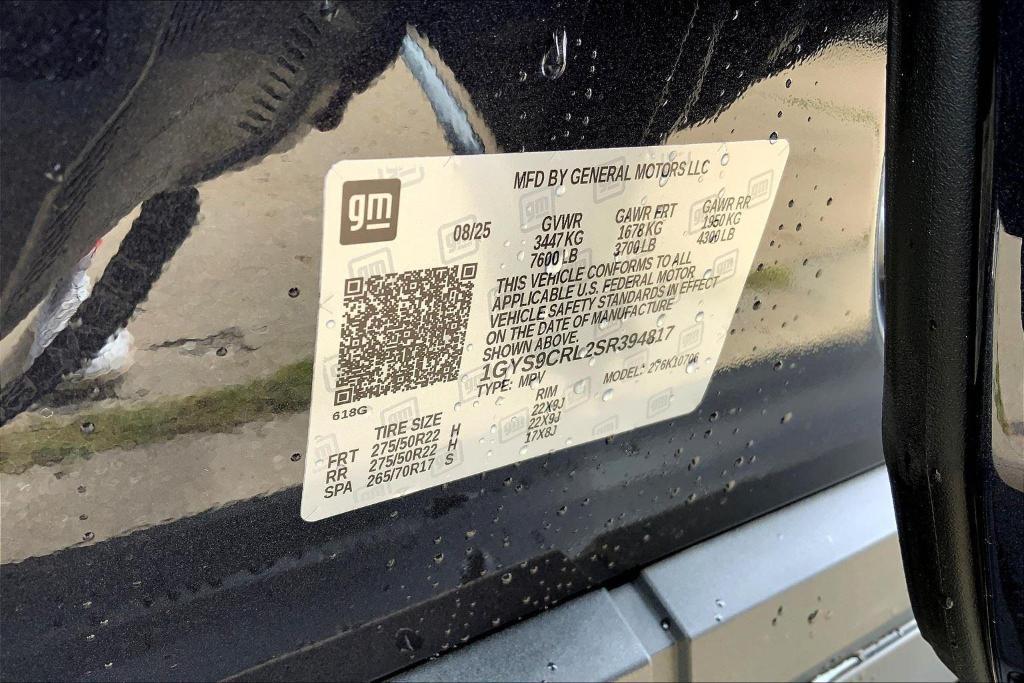 gm
MFD BY GENERAL MOTORS LLC
08/25
GVWR GAWR FRT GAWR RR
3447 KG 1678 KG 1950 KG
7600 LB 3700 LB 4300 LB
THIS VEHICLE CONFORMS TO ALL
APPLICABLE U.S. FEDERAL MOTOR
VEHICLE SAFETY STANDARDS IN EFFECT
ON THE DATE OF MANUFACTURE
SHOWN ABOVE.
1GYS9CRL2SR394817
TYPE: MPV MODEL: 2T6K10706
618G
TIRE SIZE RIM
FRT 275/50R22 H 22X9J
RR 275/50R22 H 22X9J
SPA 265/70R17 S 17X8J